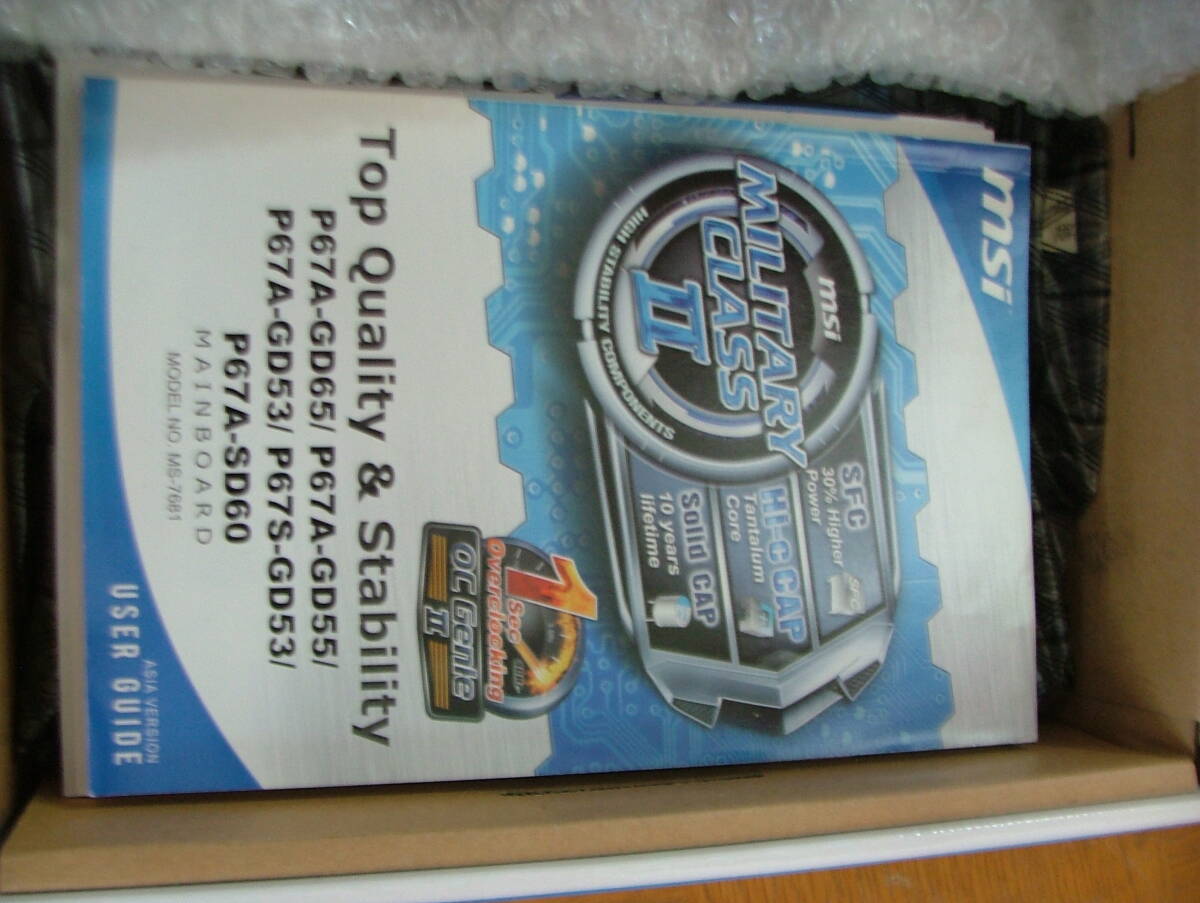 msi
msi
MILITARY
CLASS
II
HIGH STABILITY COMPONENTS
SFC
30% Higher
Power
SFC
HI-C CAP
Tantalum
Core
Solid CAP
10 years
lifetime
1 Sec
Overclocking
OC Genie
II
Top Quality & Stability
P67A-GD65/ P67A-GD55/
P67A-GD53/ P67S-GD53/
P67A-SD60
MAINBOARD
MODEL NO. MS-7681
ASIA VERSION
USER GUIDE